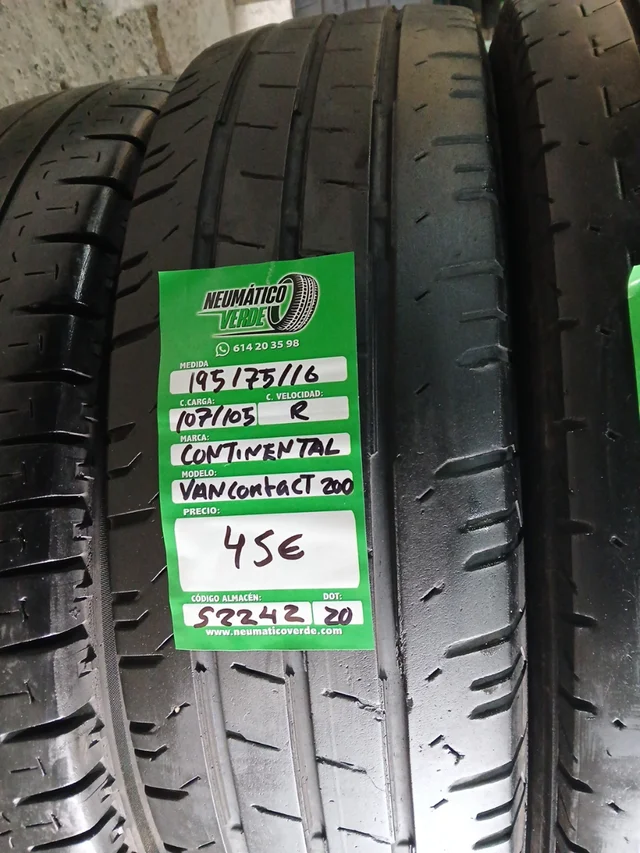 NEUMÁTICO
VERDE
614 20 35 98
MEDIDA
195/75/16
C.CARGA: C. VELOCIDAD:
107/105 R
MARCA:
CONTINENTAL
MODELO:
VANCONTACT 200
PRECIO:
45€
CÓDIGO ALMACÉN: DOT:
S2242 20
www.neumaticoverde.com